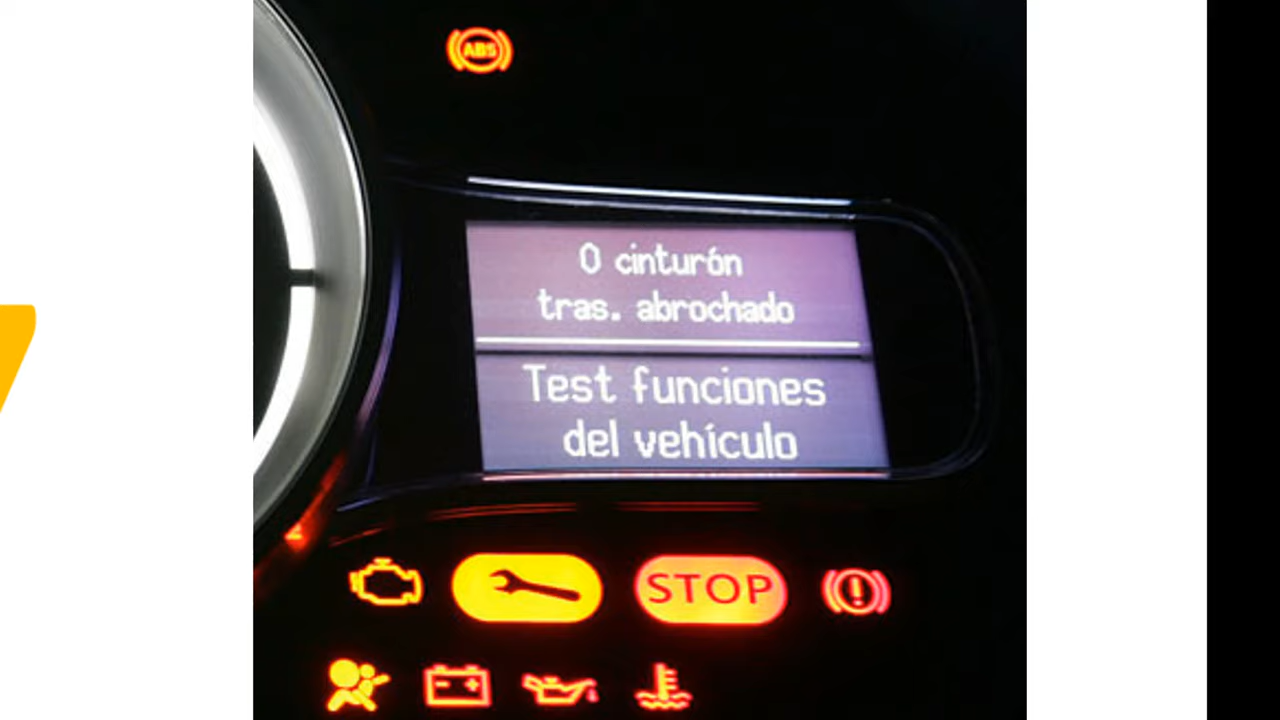 ABS
0 cinturón
tras. abrochado
Test funciones
del vehículo
STOP